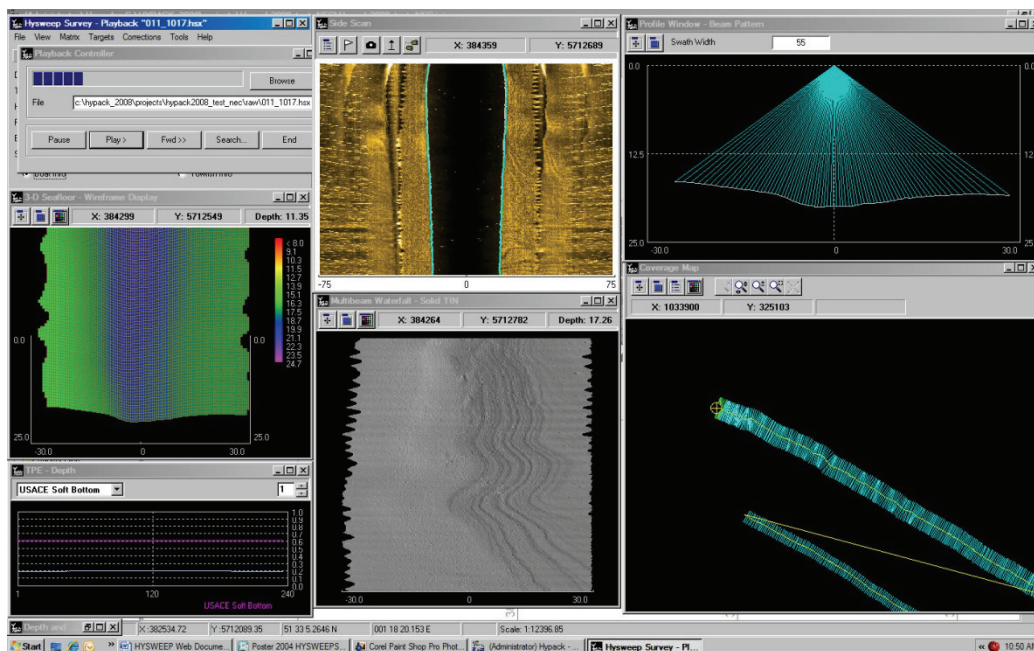 Hysweep Survey - Playback "011_1017.hsx"
File View Matrix Targets Corrections Tools Help
Playback Controller
Browse
File c:\hypack_2008\projects\hypack2008_test_nec\raw\011_1017.hsx
Pause Play> Fwd >> Search... End
3-D Seafloor - Wireframe Display
X: 384299 Y: 5712549 Depth: 11.35
< 8.0
9.1
10.3
11.5
12.7
13.9
15.1
16.3
17.5
18.7
19.9
21.1
22.3
23.5
24.7
0.0 0.0
25.0 25.0
-30.0 0 30.0
TPE - Depth
USACE Soft Bottom 1
1.0
0.9
0.8
0.7
0.6
0.5
0.4
0.3
0.2
0.1
0.0
1 120 240
USACE Soft Bottom
Side Scan
X: 384359 Y: 5712689
-75 0 75
Multibeam Waterfall - Solid TIN
X: 384264 Y: 5712782 Depth: 17.26
-30.0 0 30.0
Profile Window - Beam Pattern
Swath Width 55
0.0 0.0
12.5 12.5
25.0 25.0
-30.0 0 30.0
Coverage Map
X: 1033900 Y: 325103
Depth and
X:382534.72 Y:5712089.35 51 33 5.2646 N 001 18 20.153 E Scale: 1:12396.85
Start HYSWEEP Web Docume... Poster 2004 HYSWEEPS... Corel Paint Shop Pro Phot... (Administrator) Hypack - ... Hysweep Survey - Pl... 10:50 AM